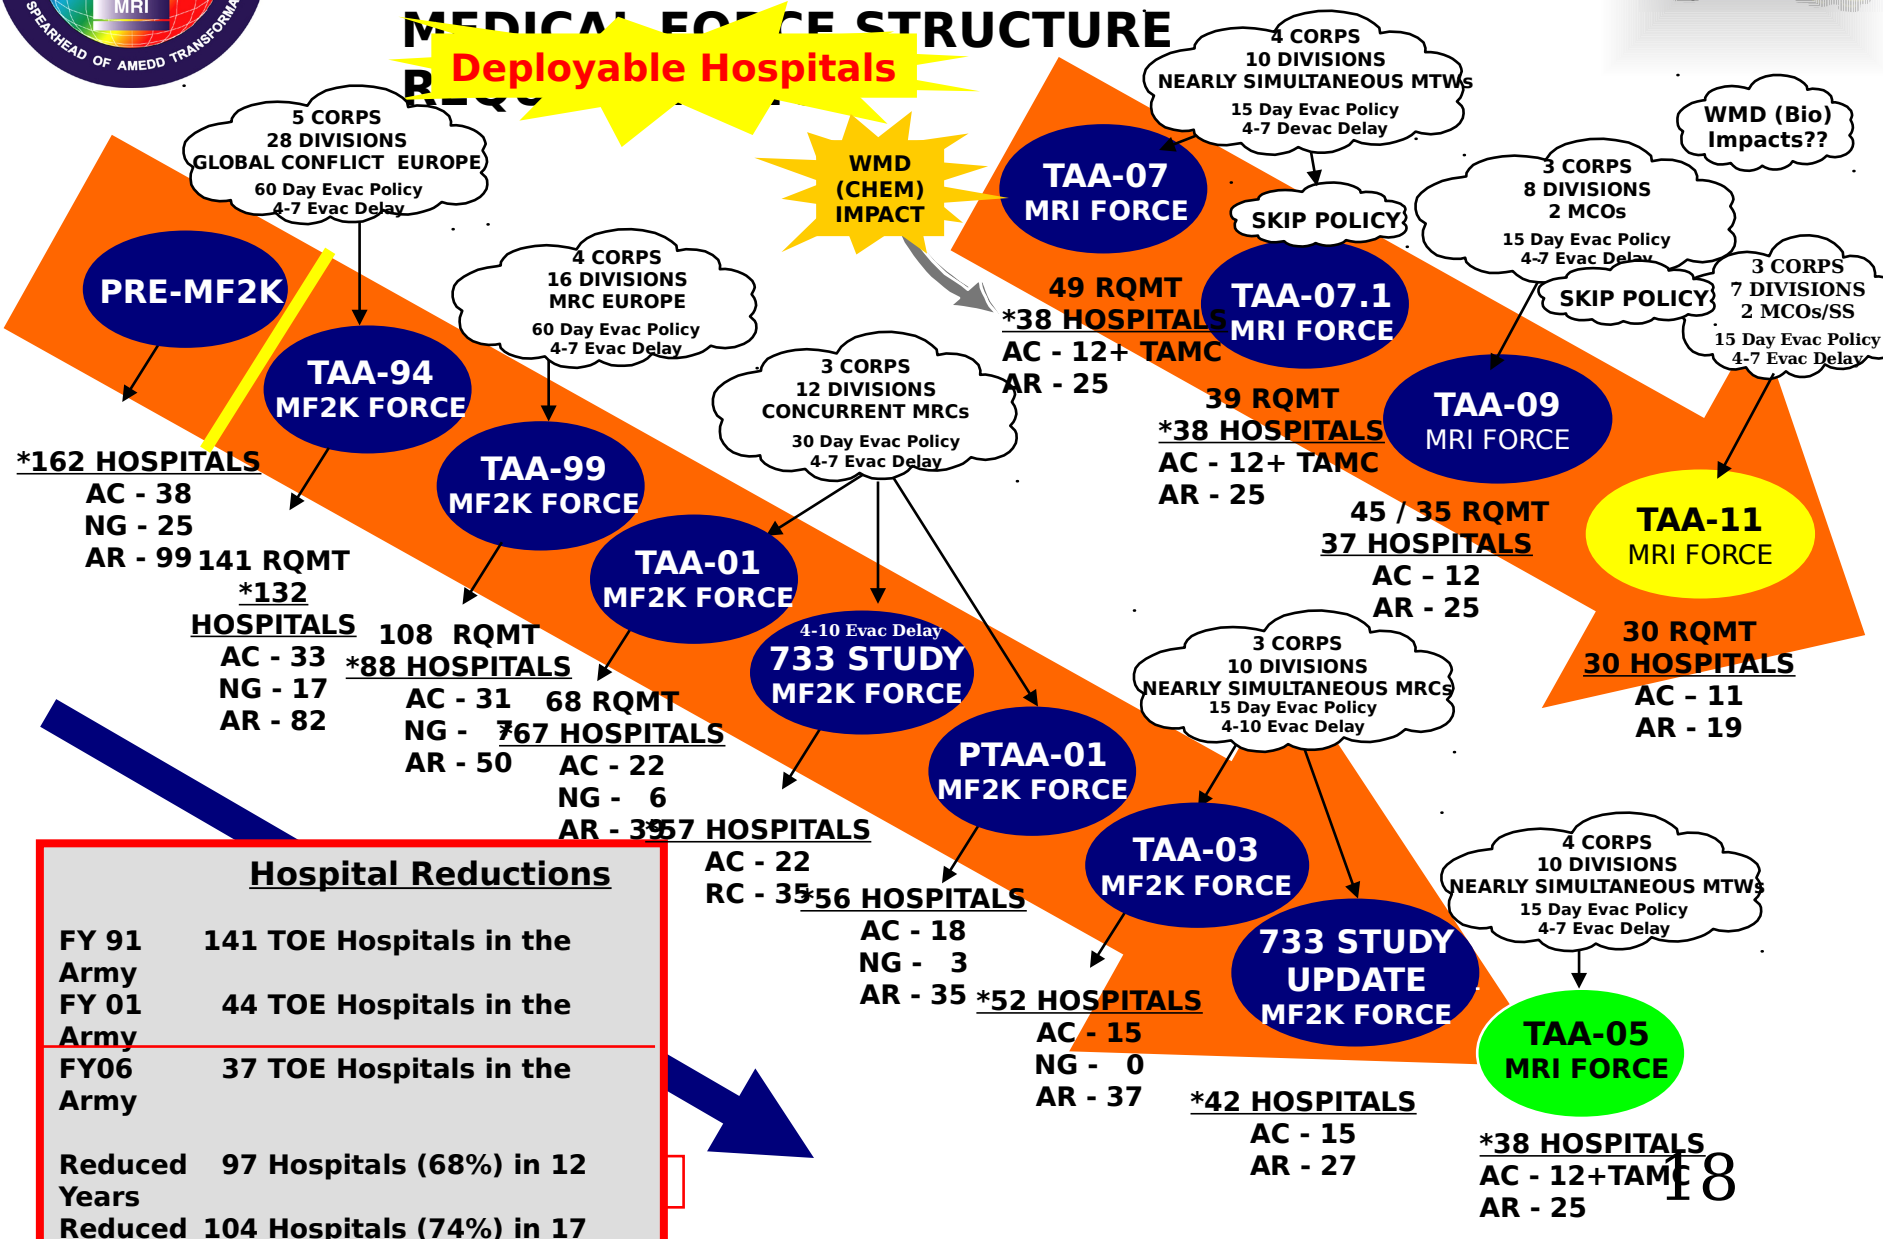 MRI
SPEARHEAD OF AMEDD
MEDICAL FORCE STRUCTURE
Deployable Hospitals
5 CORPS
28 DIVISIONS
GLOBAL CONFLICT EUROPE
60 Day Evac Policy
4-7 Evac Delay
PRE-MF2K
*162 HOSPITALS
AC - 38
NG - 25
AR - 99
TAA-94
MF2K FORCE
141 RQMT
*132
HOSPITALS
AC - 33
NG - 17
AR - 82
4 CORPS
16 DIVISIONS
MRC EUROPE
60 Day Evac Policy
4-7 Evac Delay
TAA-99
MF2K FORCE
108 RQMT
*88 HOSPITALS
AC - 31
NG - 7
AR - 50
3 CORPS
12 DIVISIONS
CONCURRENT MRCs
30 Day Evac Policy
4-7 Evac Delay
TAA-01
MF2K FORCE
68 RQMT
*67 HOSPITALS
AC - 22
NG - 6
AR - 39
4-10 Evac Delay
733 STUDY
MF2K FORCE
*57 HOSPITALS
AC - 22
RC - 35
PTAA-01
MF2K FORCE
*56 HOSPITALS
AC - 18
NG - 3
AR - 35
3 CORPS
10 DIVISIONS
NEARLY SIMULTANEOUS MRCs
15 Day Evac Policy
4-10 Evac Delay
TAA-03
MF2K FORCE
*52 HOSPITALS
AC - 15
NG - 0
AR - 37
733 STUDY
UPDATE
MF2K FORCE
*42 HOSPITALS
AC - 15
AR - 27
4 CORPS
10 DIVISIONS
NEARLY SIMULTANEOUS MTWs
15 Day Evac Policy
4-7 Evac Delay
TAA-05
MRI FORCE
*38 HOSPITALS
AC - 12+TAMC
AR - 25
WMD
(CHEM)
IMPACT
4 CORPS
10 DIVISIONS
NEARLY SIMULTANEOUS MTWs
15 Day Evac Policy
4-7 Devac Delay
TAA-07
MRI FORCE
49 RQMT
*38 HOSPITALS
AC - 12+ TAMC
AR - 25
SKIP POLICY
TAA-07.1
MRI FORCE
39 RQMT
*38 HOSPITALS
AC - 12+ TAMC
AR - 25
3 CORPS
8 DIVISIONS
2 MCOs
15 Day Evac Policy
4-7 Evac Delay
TAA-09
MRI FORCE
45 / 35 RQMT
37 HOSPITALS
AC – 12
AR - 25
WMD (Bio)
Impacts??
SKIP POLICY
3 CORPS
7 DIVISIONS
2 MCOs/SS
15 Day Evac Policy
4-7 Evac Delay
TAA-11
MRI FORCE
30 RQMT
30 HOSPITALS
AC – 11
AR - 19
Hospital Reductions
FY 91 141 TOE Hospitals in the
Army
FY 01 44 TOE Hospitals in the
Army
FY06 37 TOE Hospitals in the
Army
Reduced 97 Hospitals (68%) in 12
Years
Reduced 104 Hospitals (74%) in 17
18